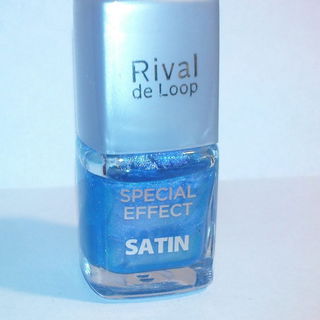 Rival
de Loop
SPECIAL
EFFECT
SATIN